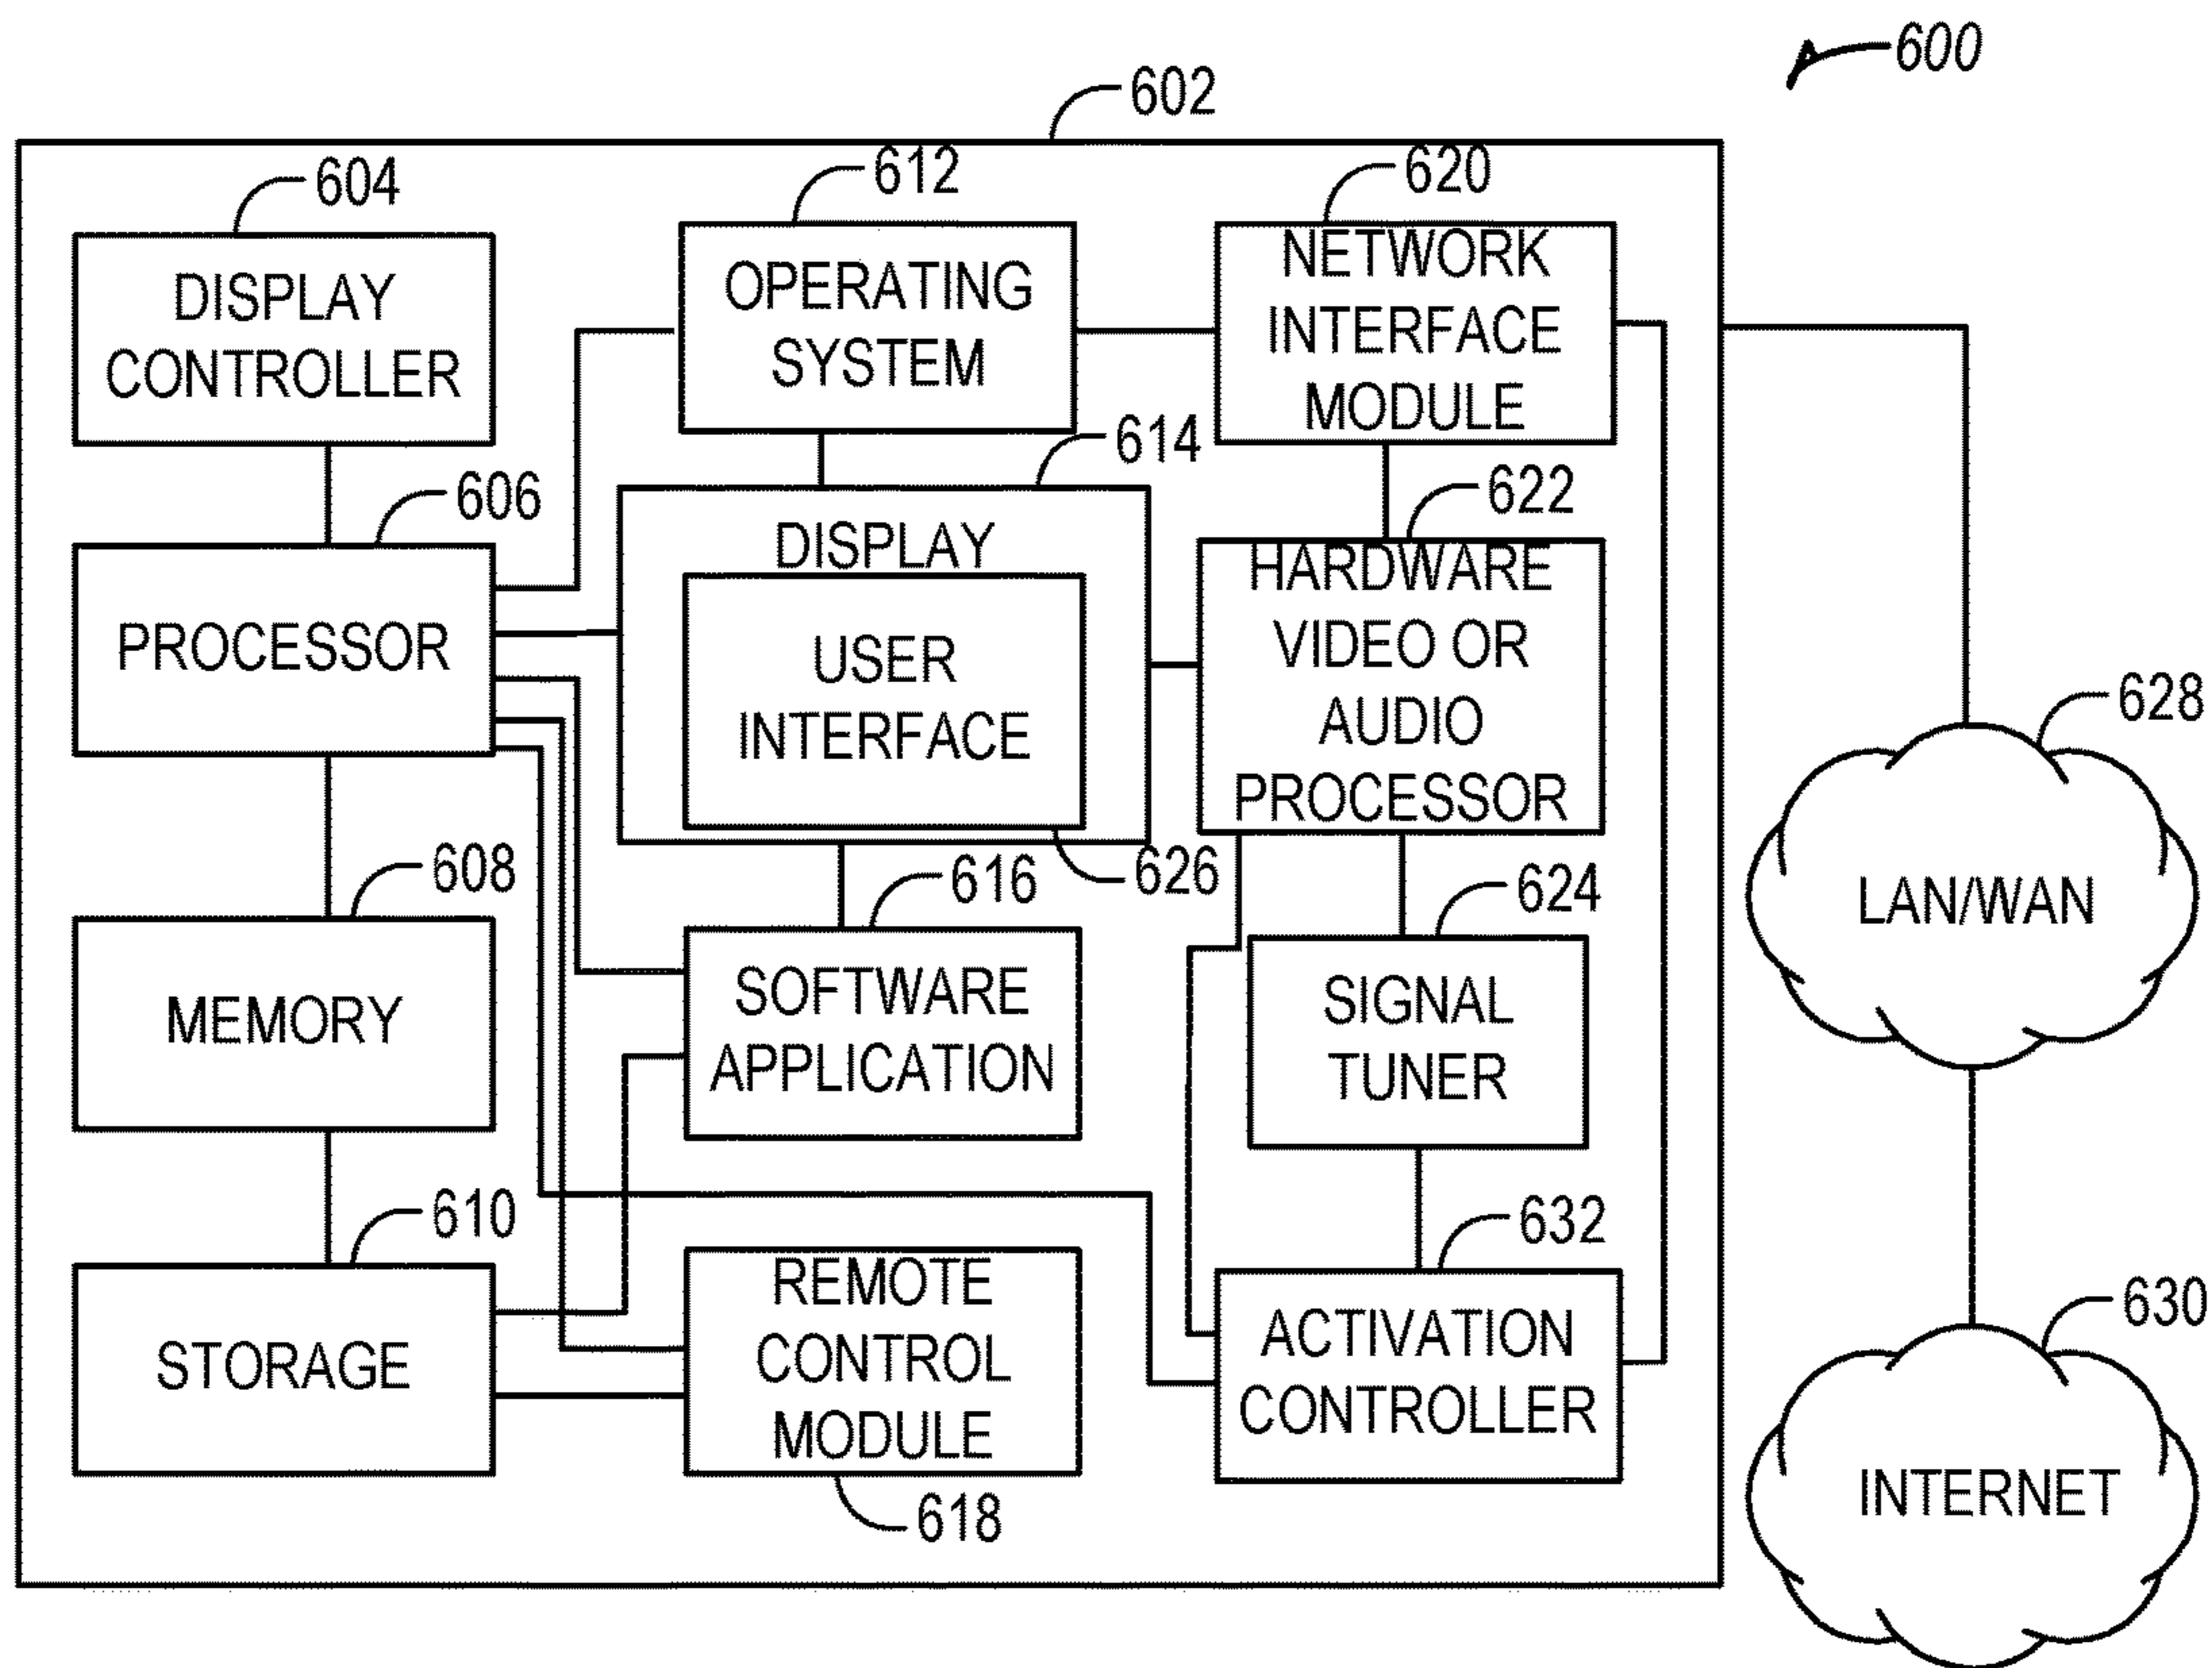 600
602
604
DISPLAY
CONTROLLER
606
PROCESSOR
608
MEMORY
610
STORAGE
612
OPERATING
SYSTEM
614
DISPLAY
USER
INTERFACE
626
616
SOFTWARE
APPLICATION
REMOTE
CONTROL
MODULE
618
620
NETWORK
INTERFACE
MODULE
622
HARDWARE
VIDEO OR
AUDIO
PROCESSOR
624
SIGNAL
TUNER
632
ACTIVATION
CONTROLLER
628
LAN/WAN
630
INTERNET